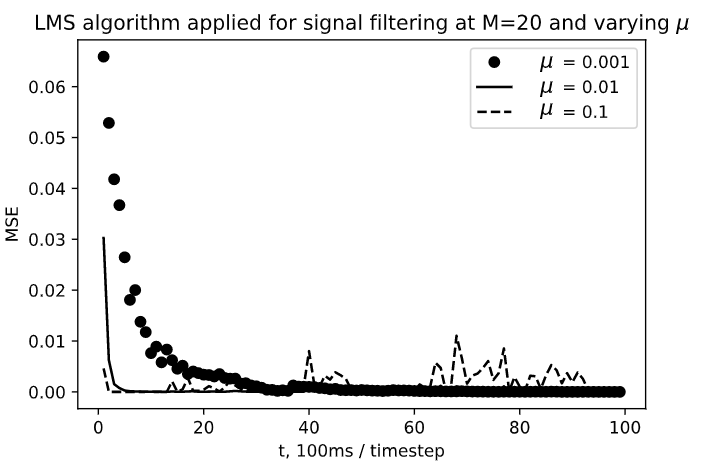 LMS algorithm applied for signal filtering at M=20 and varying μ
μ = 0.001
μ = 0.01
μ = 0.1
MSE
0.06
0.05
0.04
0.03
0.02
0.01
0.00
0 20 40 60 80 100
t, 100ms / timestep